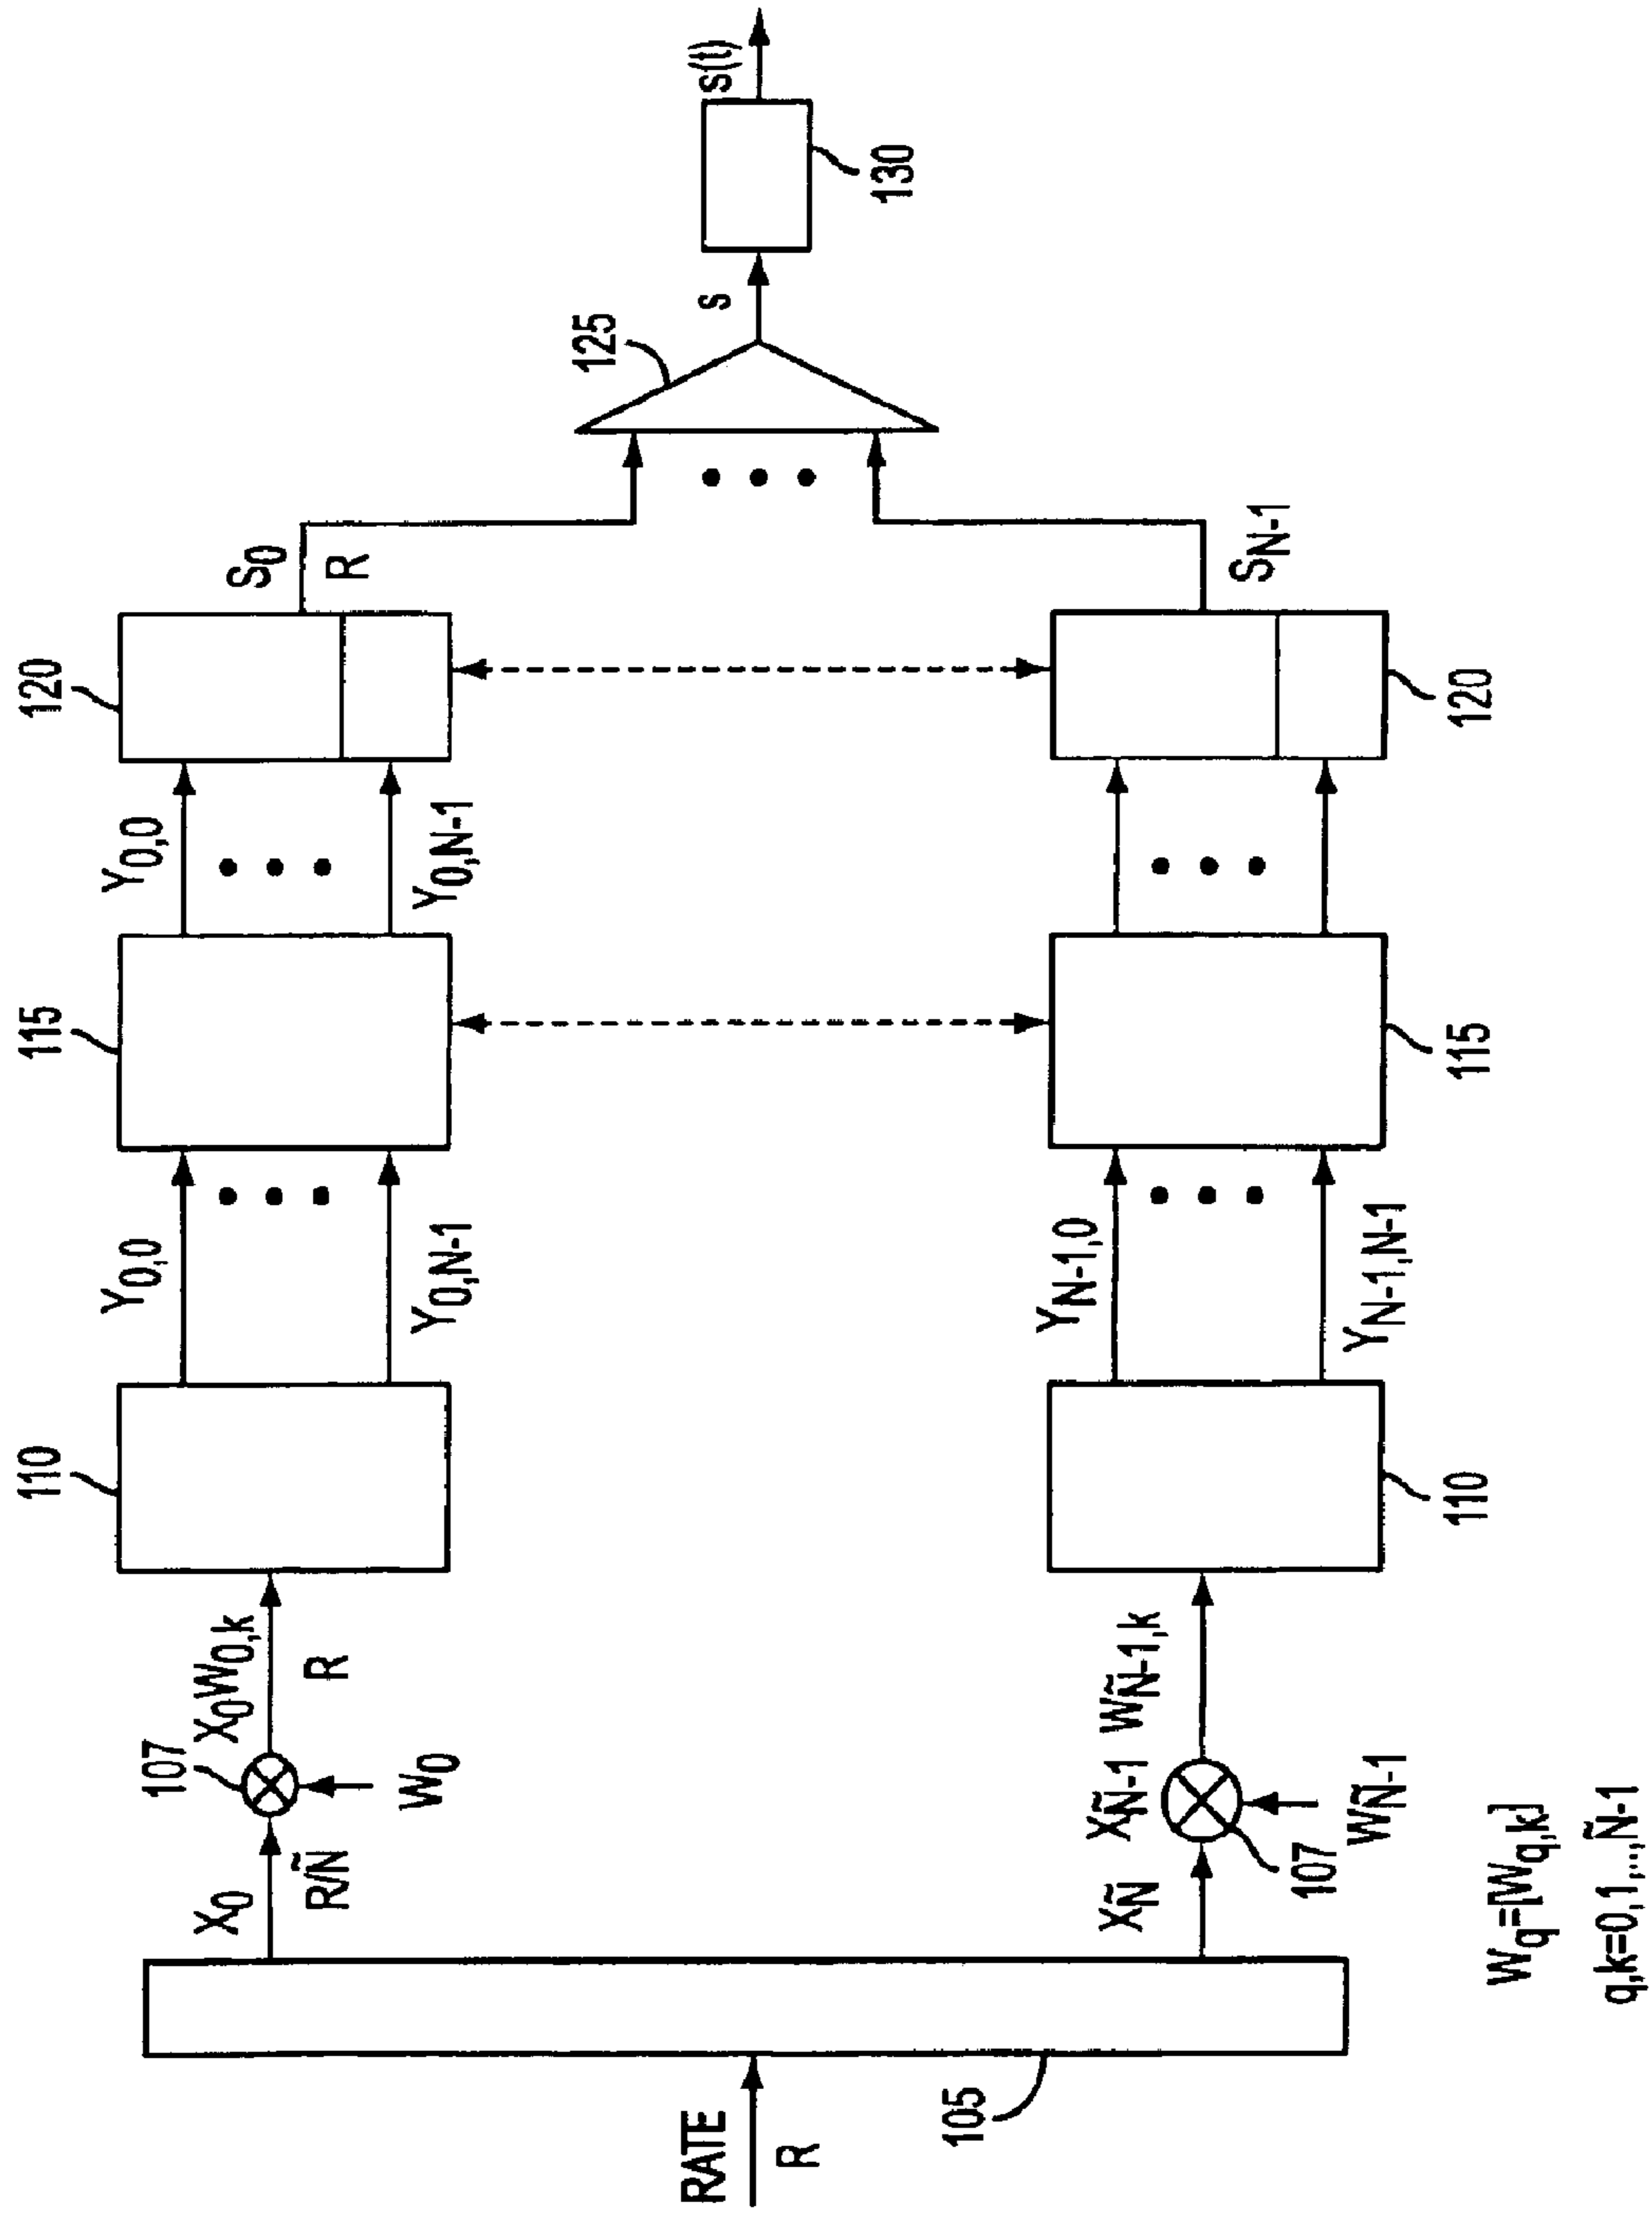 RATE
R
105
X0
R/Ñ
107
W0
X0W0,k
R
110
Y0,0
Y0,N-1
115
Y0,0
Y0,N-1
120
S0
R
125
s
130
s(t)
XÑ
107
WÑ-1
XÑ-1 WÑ-1,k
110
YN-1,0
YN-1,N-1
115
120
SN-1
Wq=[Wq,k]
q,k=0,1,...,Ñ-1